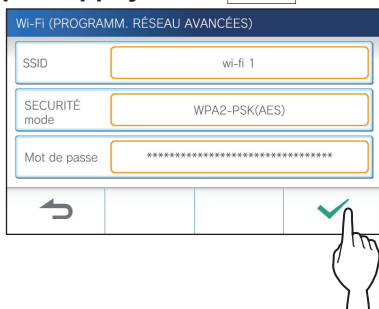 Wi-Fi (PROGRAMM. RÉSEAU AVANCÉES)
SSID
wi-fi 1
SECURITÉ
mode
WPA2-PSK(AES)
Mot de passe
*********************************